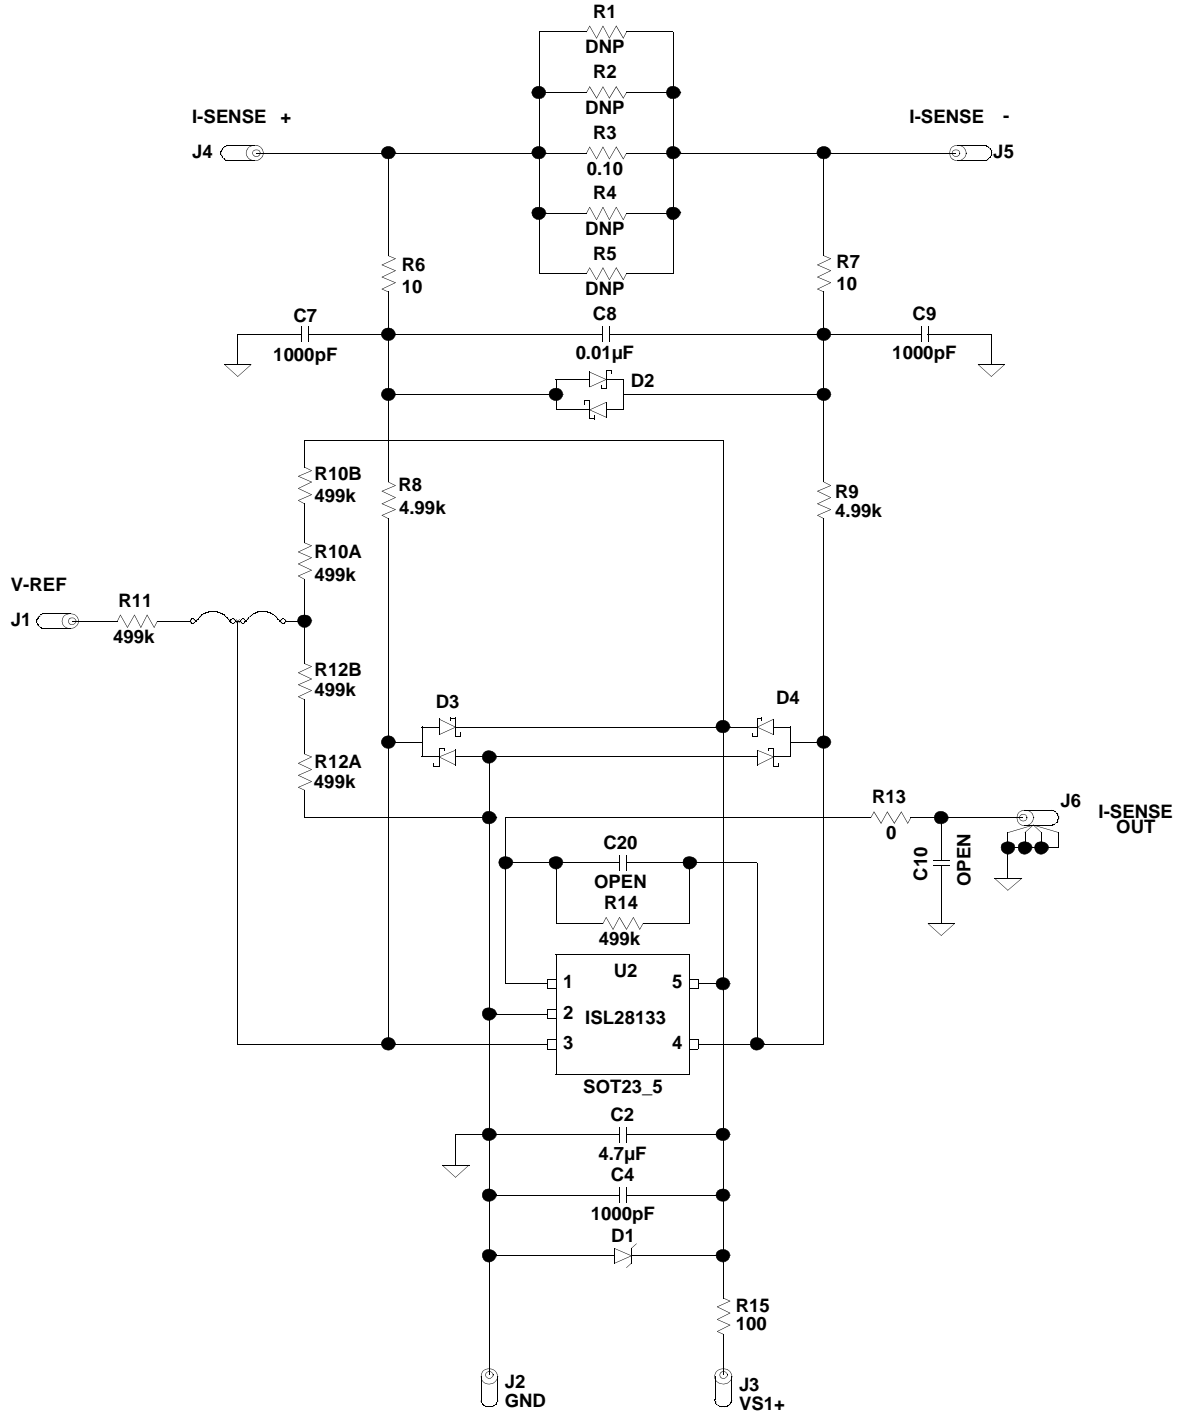 R1
DNP
R2
DNP
I-SENSE +
I-SENSE -
R3
J4
J5
0.10
R4
DNP
R5
DNP
R6
10
R7
10
C7
1000pF
C8
0.01µF
C9
1000pF
D2
R10B
499k
R8
4.99k
R9
4.99k
R10A
499k
V-REF
J1
R11
499k
R12B
499k
D3
D4
R12A
499k
R13
0
J6
I-SENSE
OUT
C10
OPEN
C20
OPEN
R14
499k
U2
1
5
2
ISL28133
3
4
SOT23_5
C2
4.7µF
C4
1000pF
D1
R15
100
J2
GND
J3
VS1+